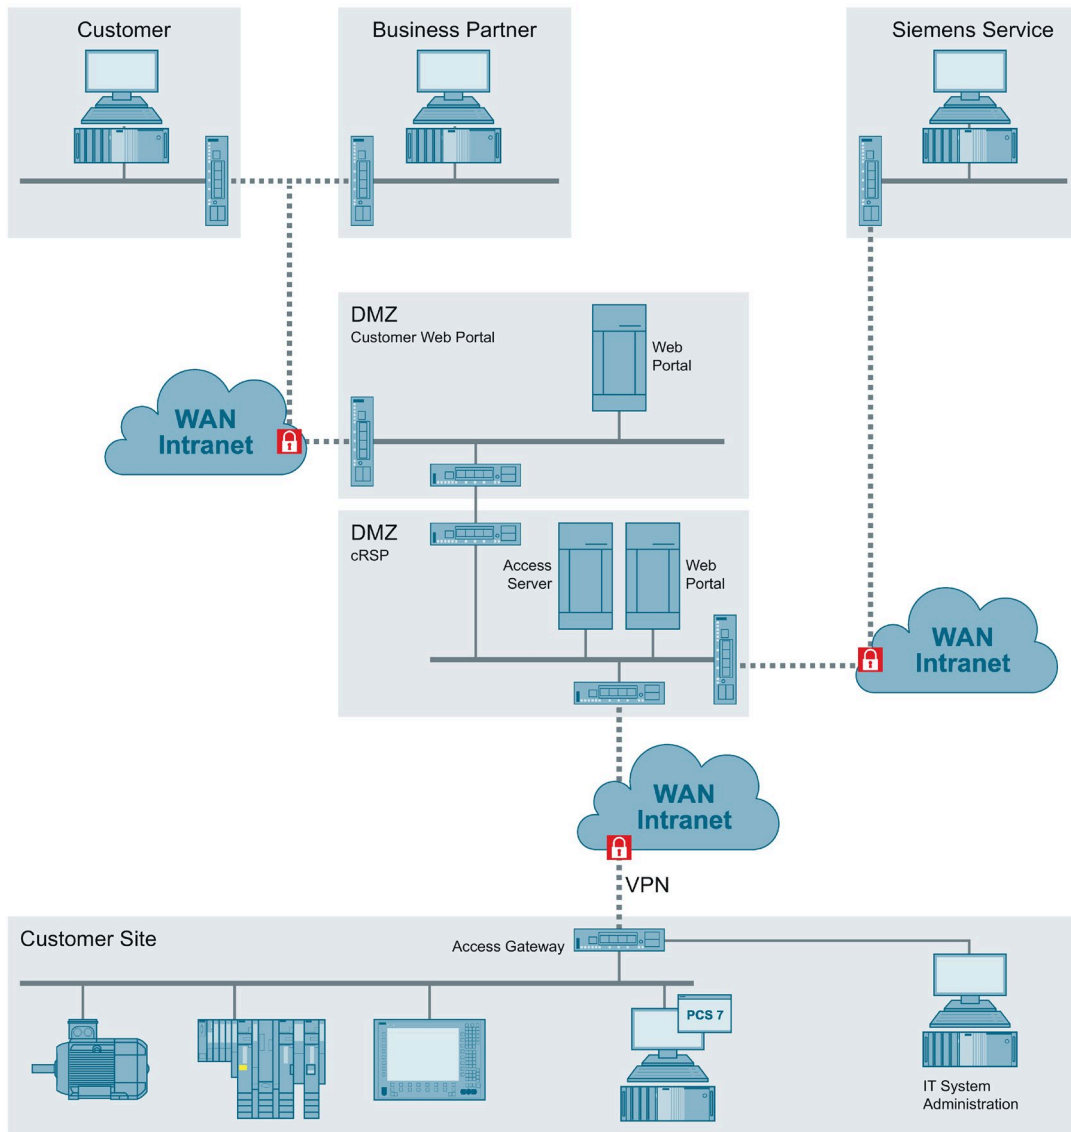 Customer
Business Partner
Siemens Service
DMZ
Customer Web Portal
Web
Portal
WAN
Intranet
DMZ
cRSP
Access
Server
Web
Portal
WAN
Intranet
WAN
Intranet
VPN
Customer Site
Access Gateway
PCS 7
IT System
Administration